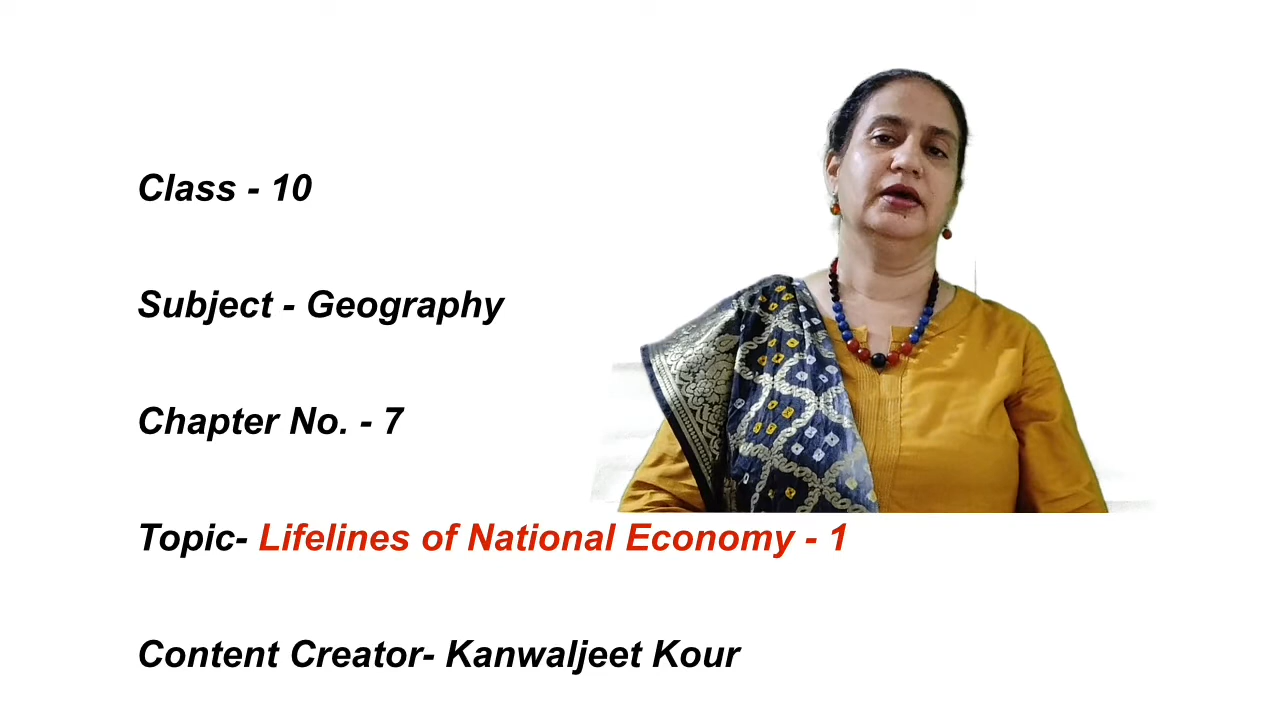 Class - 10
Subject - Geography
Chapter No. - 7
Topic- Lifelines of National Economy - 1
Content Creator- Kanwaljeet Kour